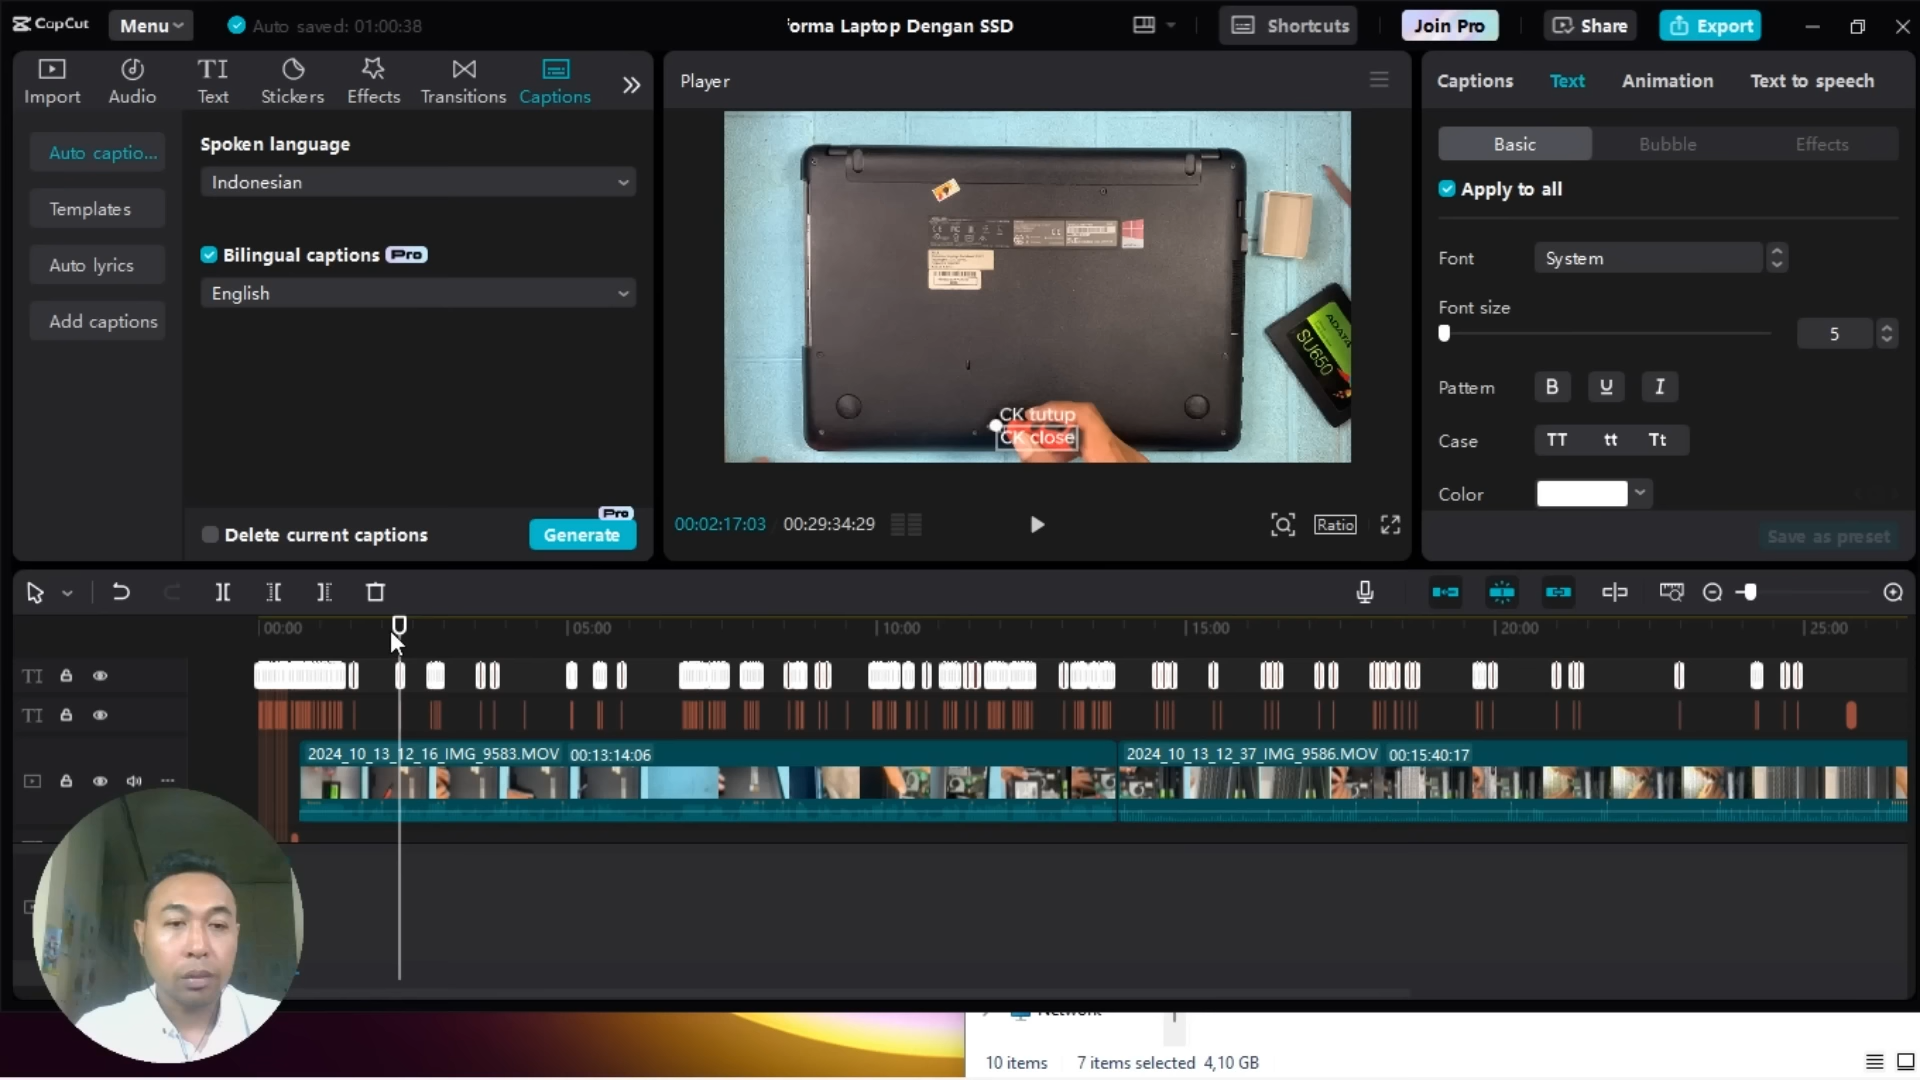 CapCut
Menu
Auto saved: 01:00:38
orma Laptop Dengan SSD
Shortcuts
Join Pro
Share
Export
Import
Audio
Text
Stickers
Effects
Transitions
Captions
Auto captio...
Templates
Auto lyrics
Add captions
Spoken language
Indonesian
Bilingual captions Pro
English
Delete current captions
Pro
Generate
Player
ADATA
SU650
CK tutup
CK close
00:02:17:03
00:29:34:29
Ratio
Captions
Text
Animation
Text to speech
Basic
Bubble
Effects
Apply to all
Font
System
Font size
5
Pattern
B U I
Case
TT tt Tt
Color
Save as preset
00:00
05:00
10:00
15:00
20:00
25:00
TI
TI
2024_10_13_12_16_IMG_9583.MOV 00:13:14:06
2024_10_13_12_37_IMG_9586.MOV 00:15:40:17
Network
10 items
7 items selected 4,10 GB